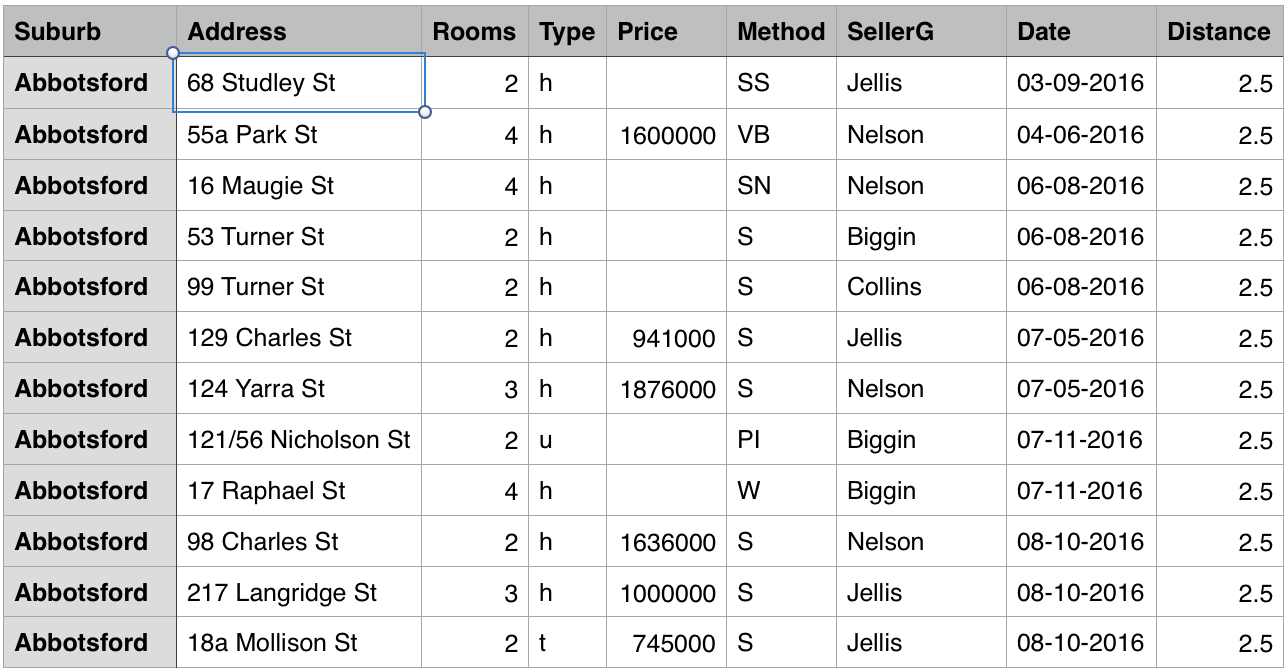 Suburb Address Rooms Type Price Method SellerG Date Distance
Abbotsford 68 Studley St 2 h SS Jellis 03-09-2016 2.5
Abbotsford 55a Park St 4 h 1600000 VB Nelson 04-06-2016 2.5
Abbotsford 16 Maugie St 4 h SN Nelson 06-08-2016 2.5
Abbotsford 53 Turner St 2 h S Biggin 06-08-2016 2.5
Abbotsford 99 Turner St 2 h S Collins 06-08-2016 2.5
Abbotsford 129 Charles St 2 h 941000 S Jellis 07-05-2016 2.5
Abbotsford 124 Yarra St 3 h 1876000 S Nelson 07-05-2016 2.5
Abbotsford 121/56 Nicholson St 2 u PI Biggin 07-11-2016 2.5
Abbotsford 17 Raphael St 4 h W Biggin 07-11-2016 2.5
Abbotsford 98 Charles St 2 h 1636000 S Nelson 08-10-2016 2.5
Abbotsford 217 Langridge St 3 h 1000000 S Jellis 08-10-2016 2.5
Abbotsford 18a Mollison St 2 t 745000 S Jellis 08-10-2016 2.5